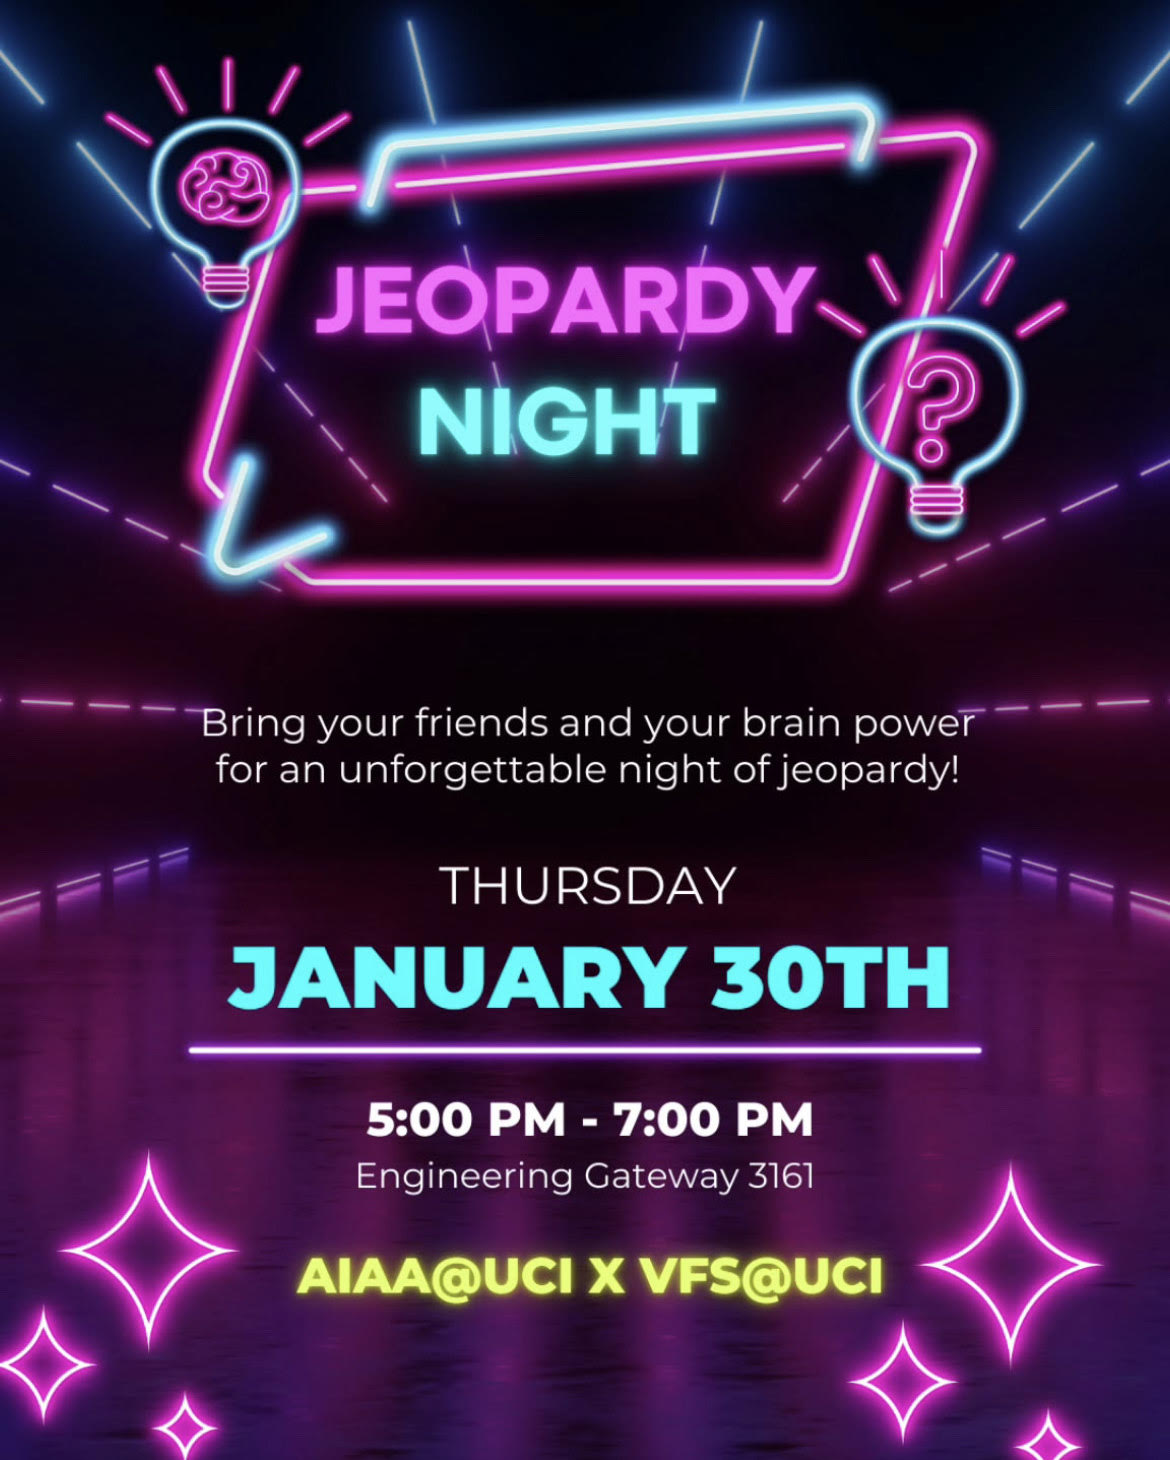 JEOPARDY
NIGHT
?
Bring your friends and your brain power
for an unforgettable night of jeopardy!
THURSDAY
JANUARY 30TH
5:00 PM - 7:00 PM
Engineering Gateway 3161
AIAA@UCI X VFS@UCI